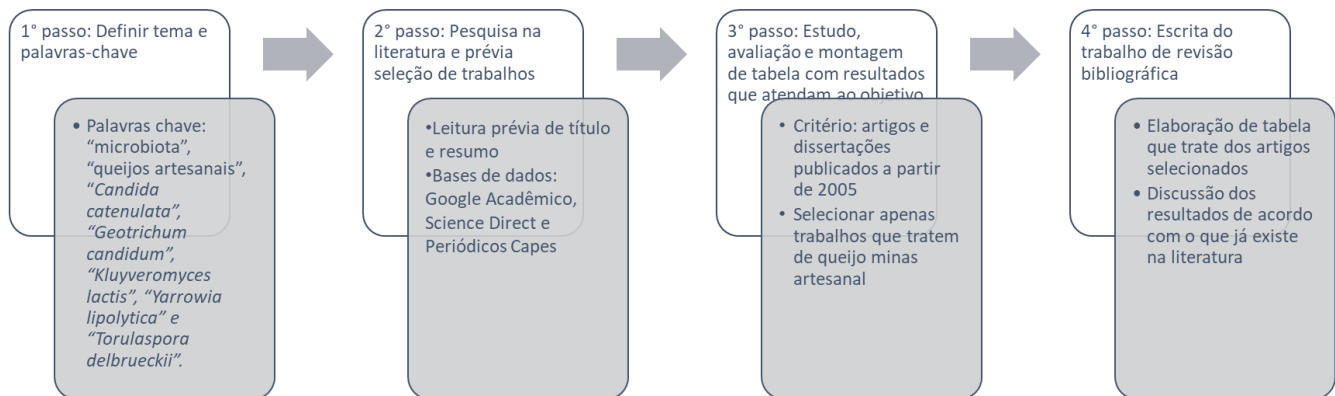 1° passo: Definir tema e
palavras-chave
• Palavras chave:
“microbiota”,
“queijos artesanais”,
“Candida
catenulata”,
“Geotrichum
candidum”,
“Kluyveromyces
lactis”, “Yarrowia
lipolytica” e
“Torulaspora
delbrueckii”.
2° passo: Pesquisa na
literatura e prévia
seleção de trabalhos
•Leitura prévia de título
e resumo
•Bases de dados:
Google Acadêmico,
Science Direct e
Periódicos Capes
3° passo: Estudo,
avaliação e montagem
de tabela com resultados
que atendam ao objetivo
• Critério: artigos e
dissertações
publicados a partir
de 2005
• Selecionar apenas
trabalhos que tratem
de queijo minas
artesanal
4° passo: Escrita do
trabalho de revisão
bibliográfica
• Elaboração de tabela
que trate dos artigos
selecionados
• Discussão dos
resultados de acordo
com o que já existe
na literatura